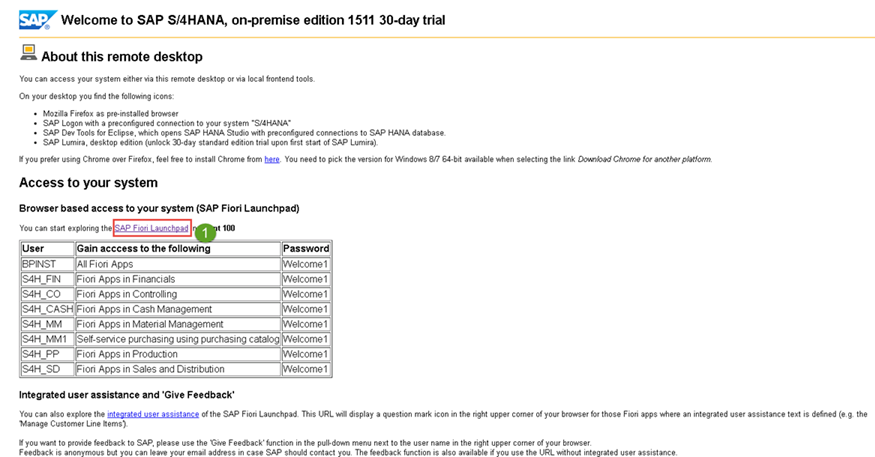 SAP Welcome to SAP S/4HANA, on-premise edition 1511 30-day trial
About this remote desktop
You can access your system either via this remote desktop or via local frontend tools.
On your desktop you find the following icons:
• Mozilla Firefox as pre-installed browser
• SAP Logon with a preconfigured connection to your system "S/4HANA"
• SAP Dev Tools for Eclipse, which opens SAP HANA Studio with preconfigured connections to SAP HANA database.
• SAP Lumira, desktop edition (unlock 30-day standard edition trial upon first start of SAP Lumira).
If you prefer using Chrome over Firefox, feel free to install Chrome from here. You need to pick the version for Windows 8/7 64-bit available when selecting the link Download Chrome for another platform.
Access to your system
Browser based access to your system (SAP Fiori Launchpad)
You can start exploring the SAP Fiori Launchpad 1 nt 100
User Gain acccess to the following Password
BPINST All Fiori Apps Welcome1
S4H_FIN Fiori Apps in Financials Welcome1
S4H_CO Fiori Apps in Controlling Welcome1
S4H_CASH Fiori Apps in Cash Management Welcome1
S4H_MM Fiori Apps in Material Management Welcome1
S4H_MM1 Self-service purchasing using purchasing catalog Welcome1
S4H_PP Fiori Apps in Production Welcome1
S4H_SD Fiori Apps in Sales and Distribution Welcome1
Integrated user assistance and 'Give Feedback'
You can also explore the integrated user assistance of the SAP Fiori Launchpad. This URL will display a question mark icon in the right upper corner of your browser for those Fiori apps where an integrated user assistance text is defined (e.g. the
'Manage Customer Line Items').
If you want to provide feedback to SAP, please use the 'Give Feedback' function in the pull-down menu next to the user name in the right upper corner of your browser.
Feedback is anonymous but you can leave your email address in case SAP should contact you. The feedback function is also available if you use the URL without integrated user assistance.